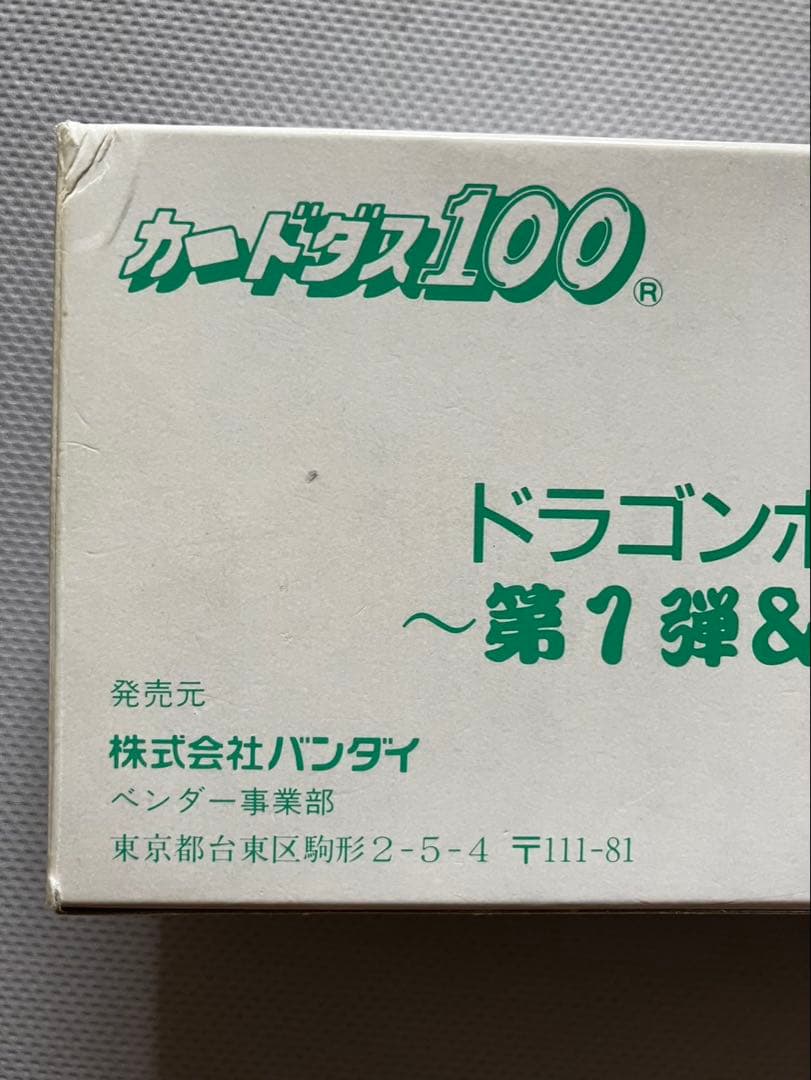 カードダス100®
ドラゴンボ
〜第1弾&
発売元
株式会社バンダイ
ベンダー事業部
東京都台東区駒形2-5-4 〒111-81